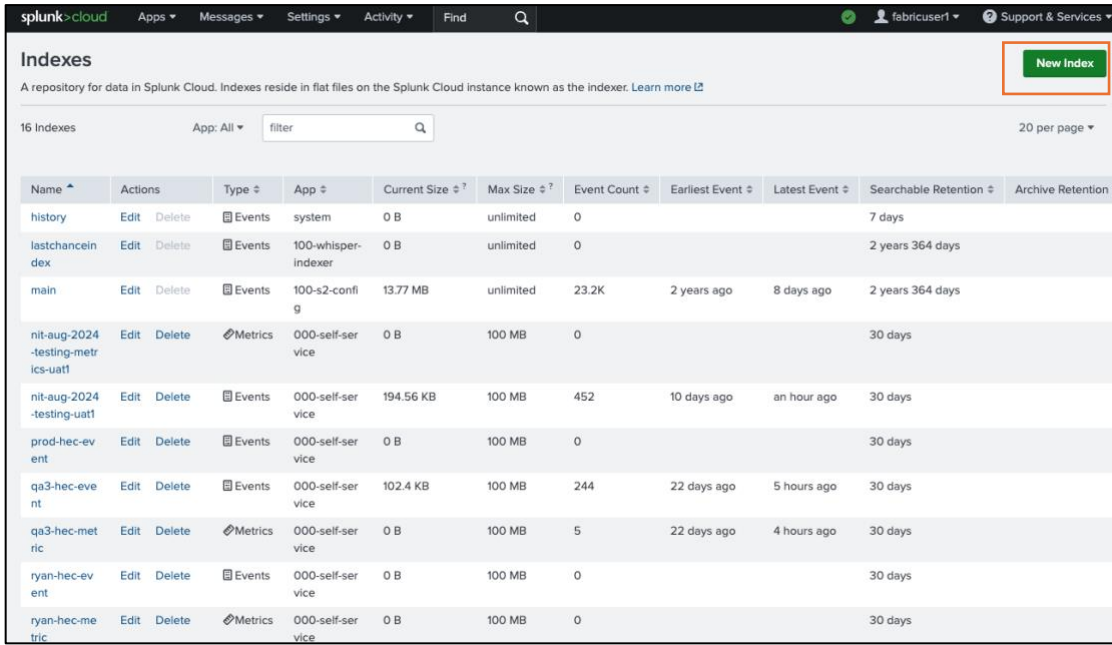 splunk>cloud Apps Messages Settings Activity Find fabricuser1 Support & Services
Indexes
New Index
A repository for data in Splunk Cloud. Indexes reside in flat files on the Splunk Cloud instance known as the indexer. Learn more
16 Indexes App: All filter 20 per page
Name Actions Type App Current Size ? Max Size ? Event Count Earliest Event Latest Event Searchable Retention Archive Retention
history Edit Delete Events system 0 B unlimited 0 7 days
lastchancein Edit Delete Events 100-whisper- 0 B unlimited 0 2 years 364 days
dex indexer
main Edit Delete Events 100-s2-confi 13.77 MB unlimited 23.2K 2 years ago 8 days ago 2 years 364 days
g
nit-aug-2024 Edit Delete Metrics 000-self-ser 0 B 100 MB 0 30 days
-testing-metr vice
ics-uat1
nit-aug-2024 Edit Delete Events 000-self-ser 194.56 KB 100 MB 452 10 days ago an hour ago 30 days
-testing-uat1 vice
prod-hec-ev Edit Delete Events 000-self-ser 0 B 100 MB 0 30 days
ent vice
qa3-hec-eve Edit Delete Events 000-self-ser 102.4 KB 100 MB 244 22 days ago 5 hours ago 30 days
nt vice
qa3-hec-met Edit Delete Metrics 000-self-ser 0 B 100 MB 5 22 days ago 4 hours ago 30 days
ric vice
ryan-hec-ev Edit Delete Events 000-self-ser 0 B 100 MB 0 30 days
ent vice
ryan-hec-me Edit Delete Metrics 000-self-ser 0 B 100 MB 0 30 days
tric vice